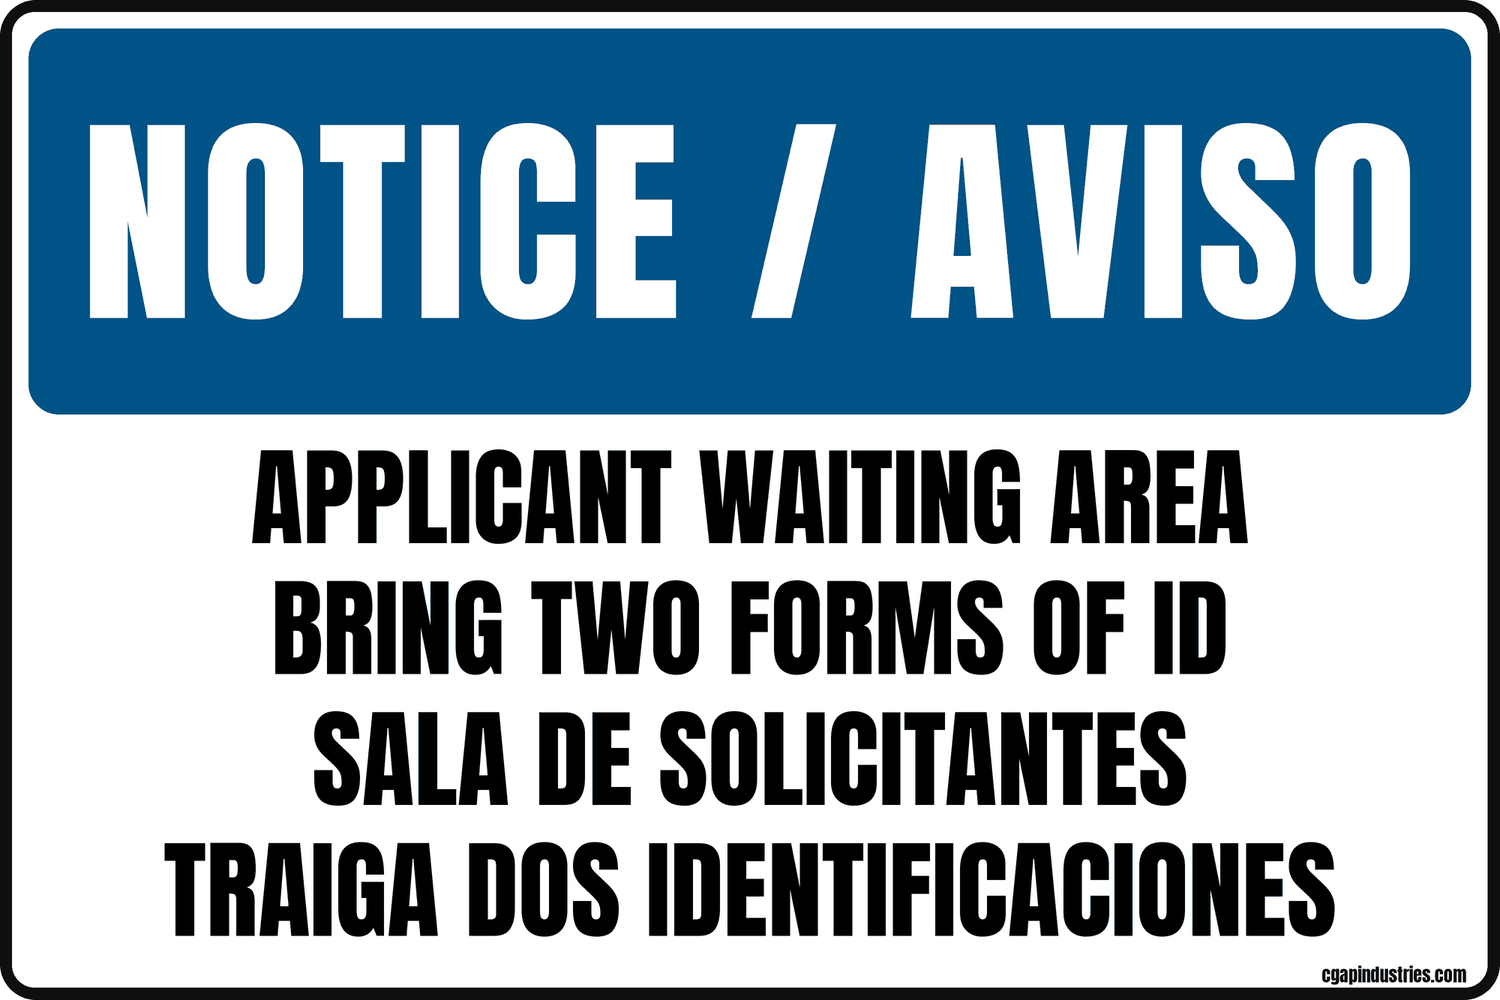 NOTICE / AVISO
APPLICANT WAITING AREA
BRING TWO FORMS OF ID
SALA DE SOLICITANTES
TRAIGA DOS IDENTIFICACIONES
cgapindustries.com